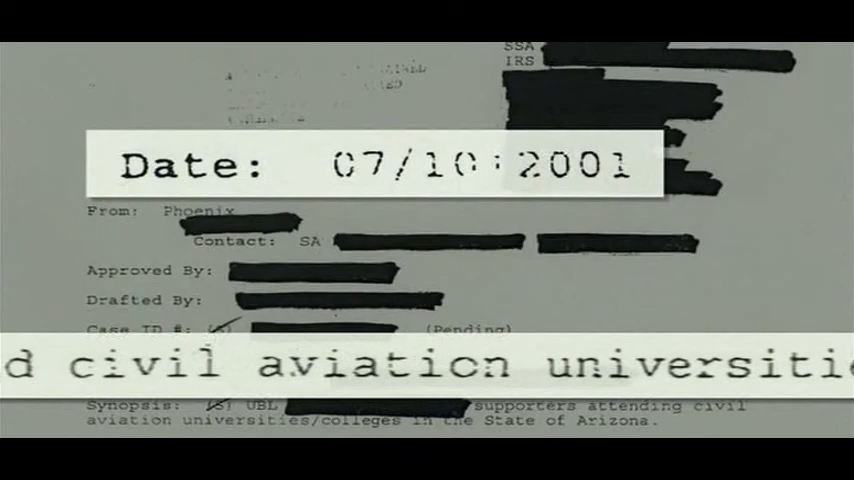 SSA
IRS
Date: 07/10/2001
From: Phoenix
Contact: SA
Approved By:
Drafted By:
Case ID #: (S) (Pending)
d civil aviation universitie
Synopsis: (S) UBL supporters attending civil
aviation universities/colleges in the State of Arizona.